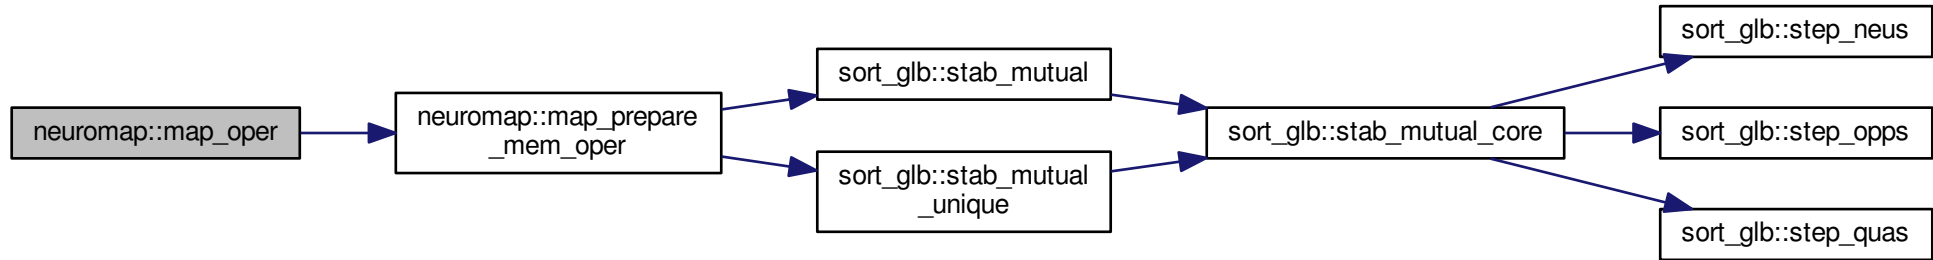 neuromap::map_oper
neuromap::map_prepare
_mem_oper
sort_glb::stab_mutual
sort_glb::stab_mutual
_unique
sort_glb::stab_mutual_core
sort_glb::step_neus
sort_glb::step_opps
sort_glb::step_quas